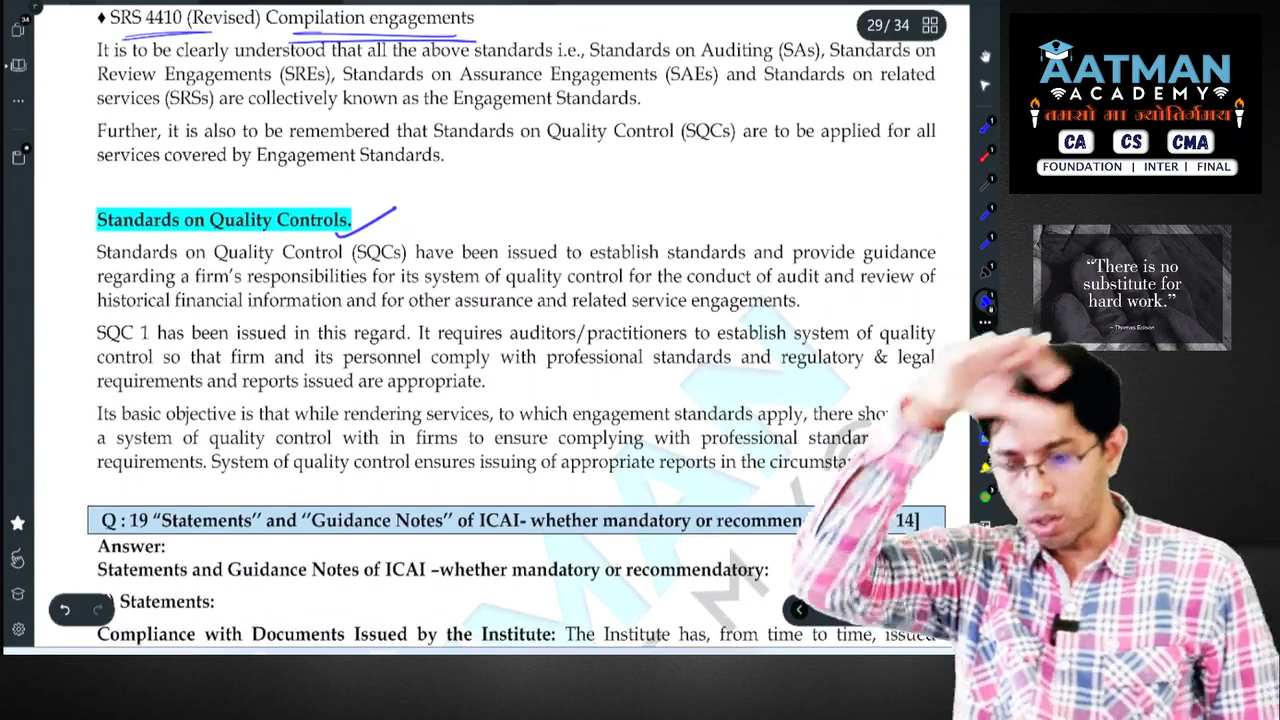 ♦ SRS 4410 (Revised) Compilation engagements
It is to be clearly understood that all the above standards i.e., Standards on Auditing (SAs), Standards on
Review Engagements (SREs), Standards on Assurance Engagements (SAEs) and Standards on related
services (SRSs) are collectively known as the Engagement Standards.
Further, it is also to be remembered that Standards on Quality Control (SQCs) are to be applied for all
services covered by Engagement Standards.
Standards on Quality Controls.
Standards on Quality Control (SQCs) have been issued to establish standards and provide guidance
regarding a firm's responsibilities for its system of quality control for the conduct of audit and review of
historical financial information and for other assurance and related service engagements.
SQC 1 has been issued in this regard. It requires auditors/practitioners to establish system of quality
control so that firm and its personnel comply with professional standards and regulatory & legal
requirements and reports issued are appropriate.
Its basic objective is that while rendering services, to which engagement standards apply, there
a system of quality control with in firms to ensure complying with professional
requirements. System of quality control ensures issuing of appropriate reports in the
Q : 19 "Statements" and "Guidance Notes" of ICAI- whether mandatory or 14]
Answer:
Statements and Guidance Notes of ICAI –whether mandatory or recommendatory:
) Statements:
Compliance with Documents Issued by the Institute: The Institute has, from time to time, issued
29 / 34
34
AATMAN
ACADEMY
तमसो मा ज्योतिर्गमय
CA CS CMA
FOUNDATION | INTER | FINAL
"There is no
substitute for
hard work."
– Thomas Edison